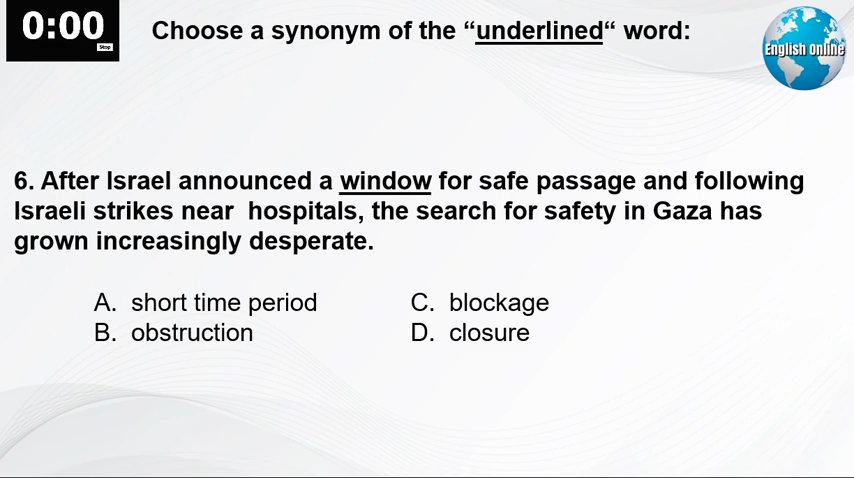 0:00
Stop
Choose a synonym of the “underlined“ word:
English Online
6. After Israel announced a window for safe passage and following
Israeli strikes near hospitals, the search for safety in Gaza has
grown increasingly desperate.
A. short time period
B. obstruction
C. blockage
D. closure